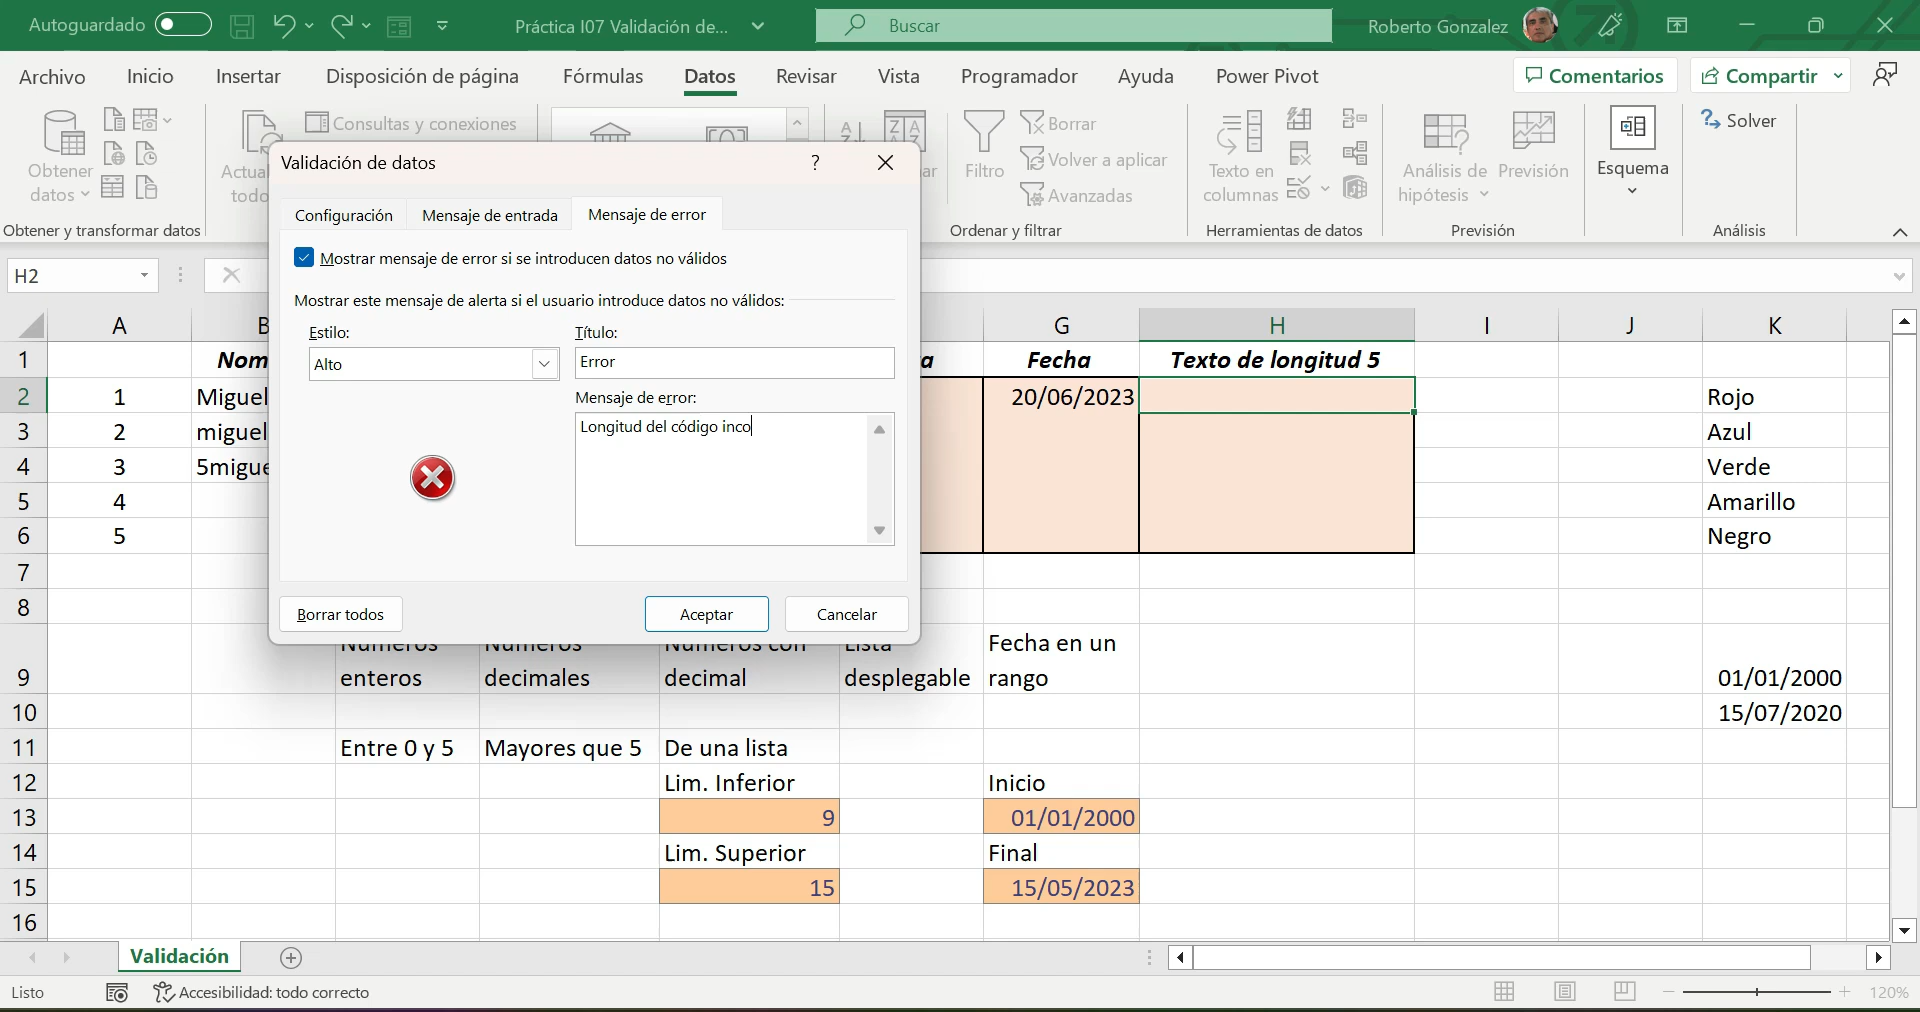 Autoguardado
Práctica I07 Validación de...
Buscar
Roberto Gonzalez
Archivo
Inicio
Insertar
Disposición de página
Fórmulas
Datos
Revisar
Vista
Programador
Ayuda
Power Pivot
Comentarios
Compartir
Obtener
datos
Obtener y transformar datos
Consultas y conexiones
Filtro
Borrar
Volver a aplicar
Avanzadas
Ordenar y filtrar
Texto en
columnas
Herramientas de datos
Análisis de
hipótesis
Previsión
Previsión
Esquema
Solver
Análisis
Validación de datos
?
Configuración
Mensaje de entrada
Mensaje de error
Mostrar mensaje de error si se introducen datos no válidos
Mostrar este mensaje de alerta si el usuario introduce datos no válidos:
Estilo:
Alto
Título:
Error
Mensaje de error:
Longitud del código inco
Borrar todos
Aceptar
Cancelar
H2
A B G H I J K
1 Fecha Texto de longitud 5
2 1 Miguel 20/06/2023 Rojo
3 2 miguel Azul
4 3 Verde
5 4 Amarillo
6 5 Negro
7
8
Fecha en un
9 enteros decimales decimal desplegable rango 01/01/2000
10 15/07/2020
11 Entre 0 y 5 Mayores que 5 De una lista
12 Lim. Inferior Inicio
13 9 01/01/2000
14 Lim. Superior Final
15 15 15/05/2023
16
Validación
Listo
Accesibilidad: todo correcto
120%